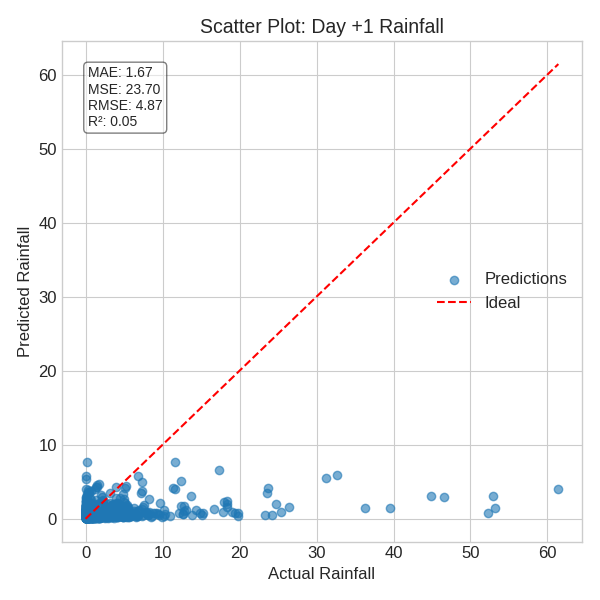 Scatter Plot: Day +1 Rainfall
MAE: 1.67
MSE: 23.70
RMSE: 4.87
R²: 0.05
Predicted Rainfall
60
50
40
30
20
10
0
Predictions
Ideal
0 10 20 30 40 50 60
Actual Rainfall